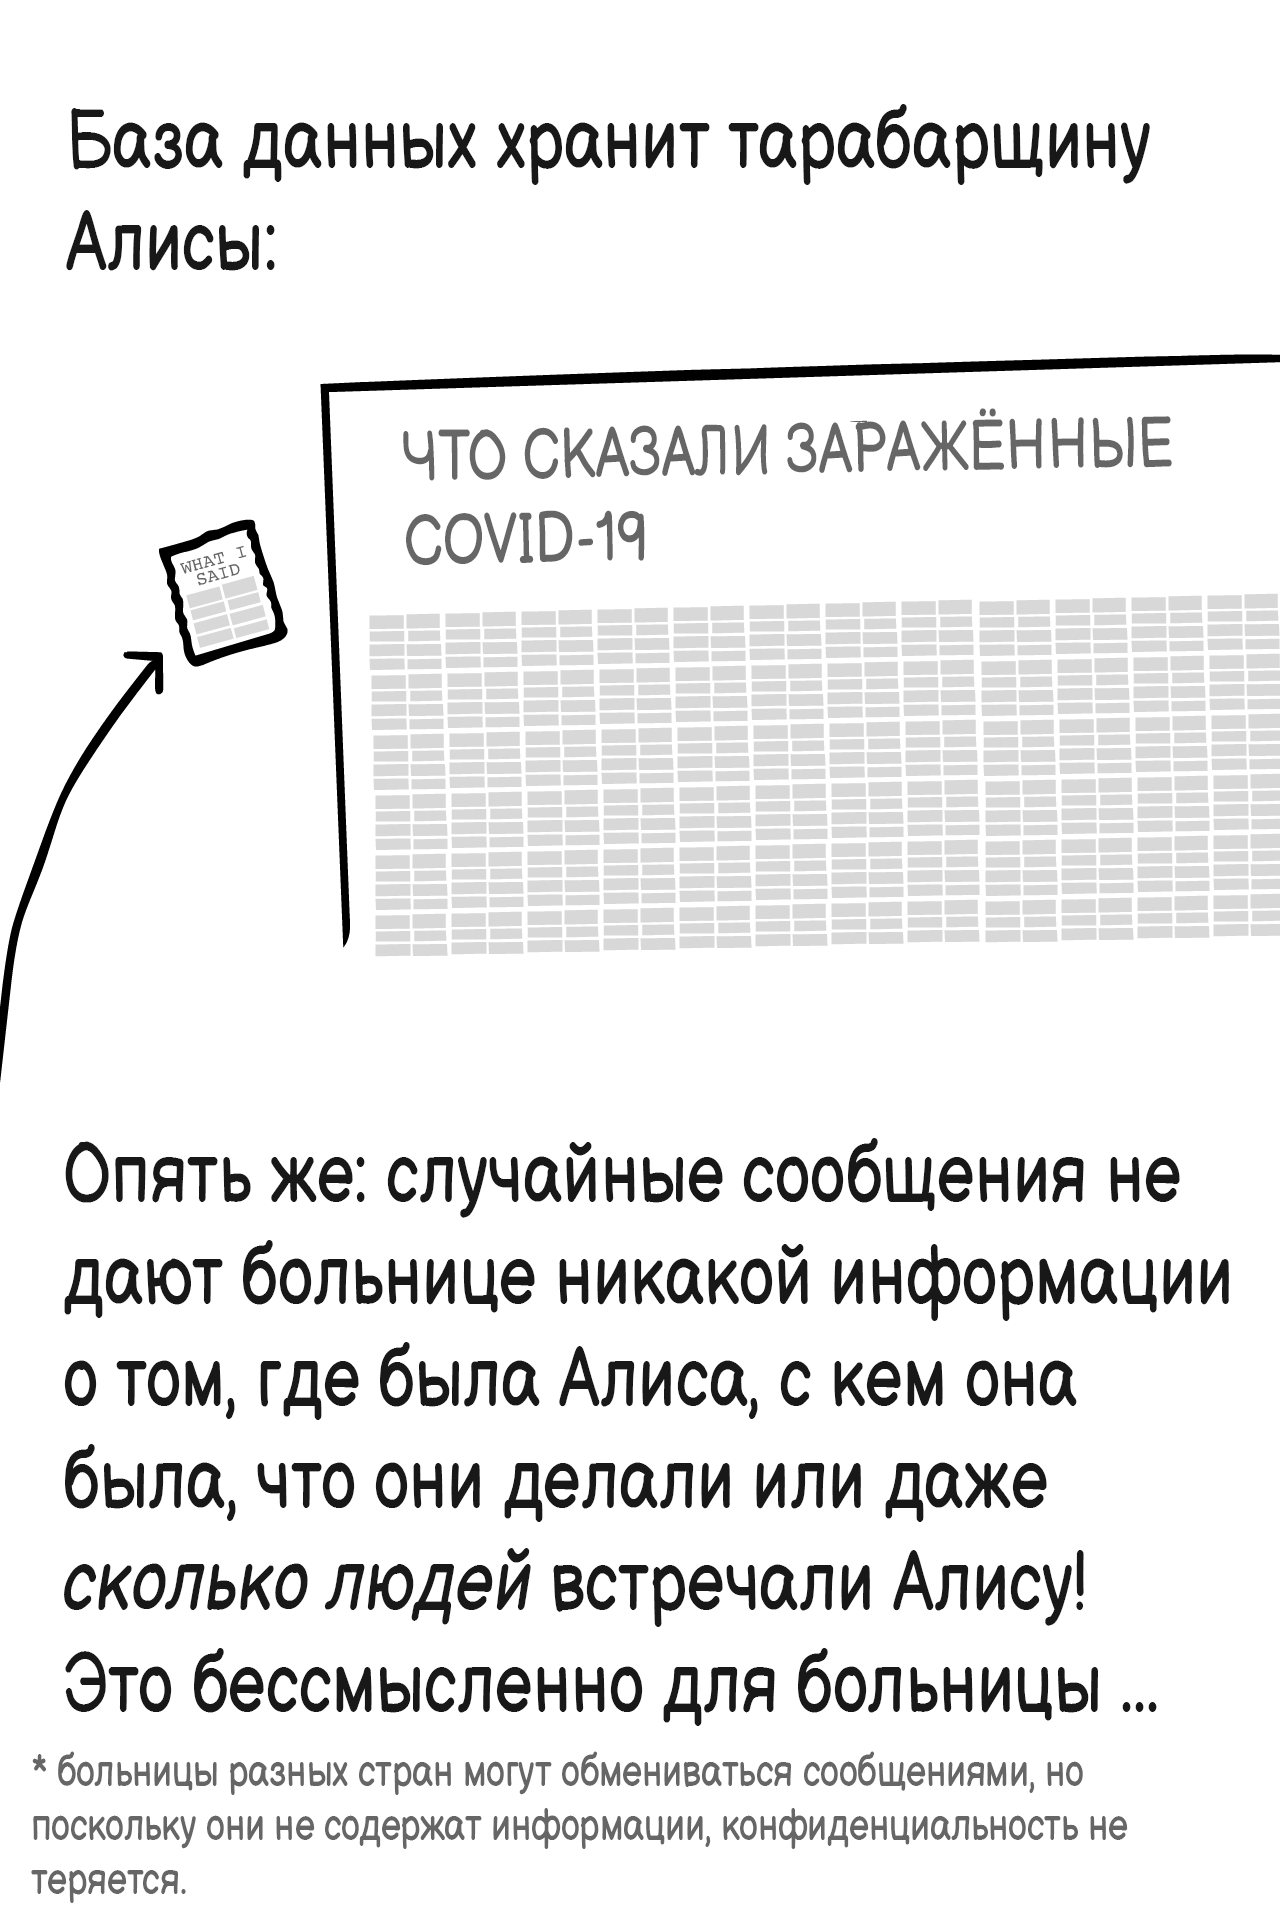 База данных хранит тарабарщину
Алисы:
ЧТО СКАЗАЛИ ЗАРАЖЁННЫЕ
COVID-19
WHAT I
SAID
Опять же: случайные сообщения не
дают больнице никакой информации
о том, где была Алиса, с кем она
была, что они делали или даже
сколько людей встречали Алису!
Это бессмысленно для больницы ...
* больницы разных стран могут обмениваться сообщениями, но
поскольку они не содержат информации, конфиденциальность не
теряется.